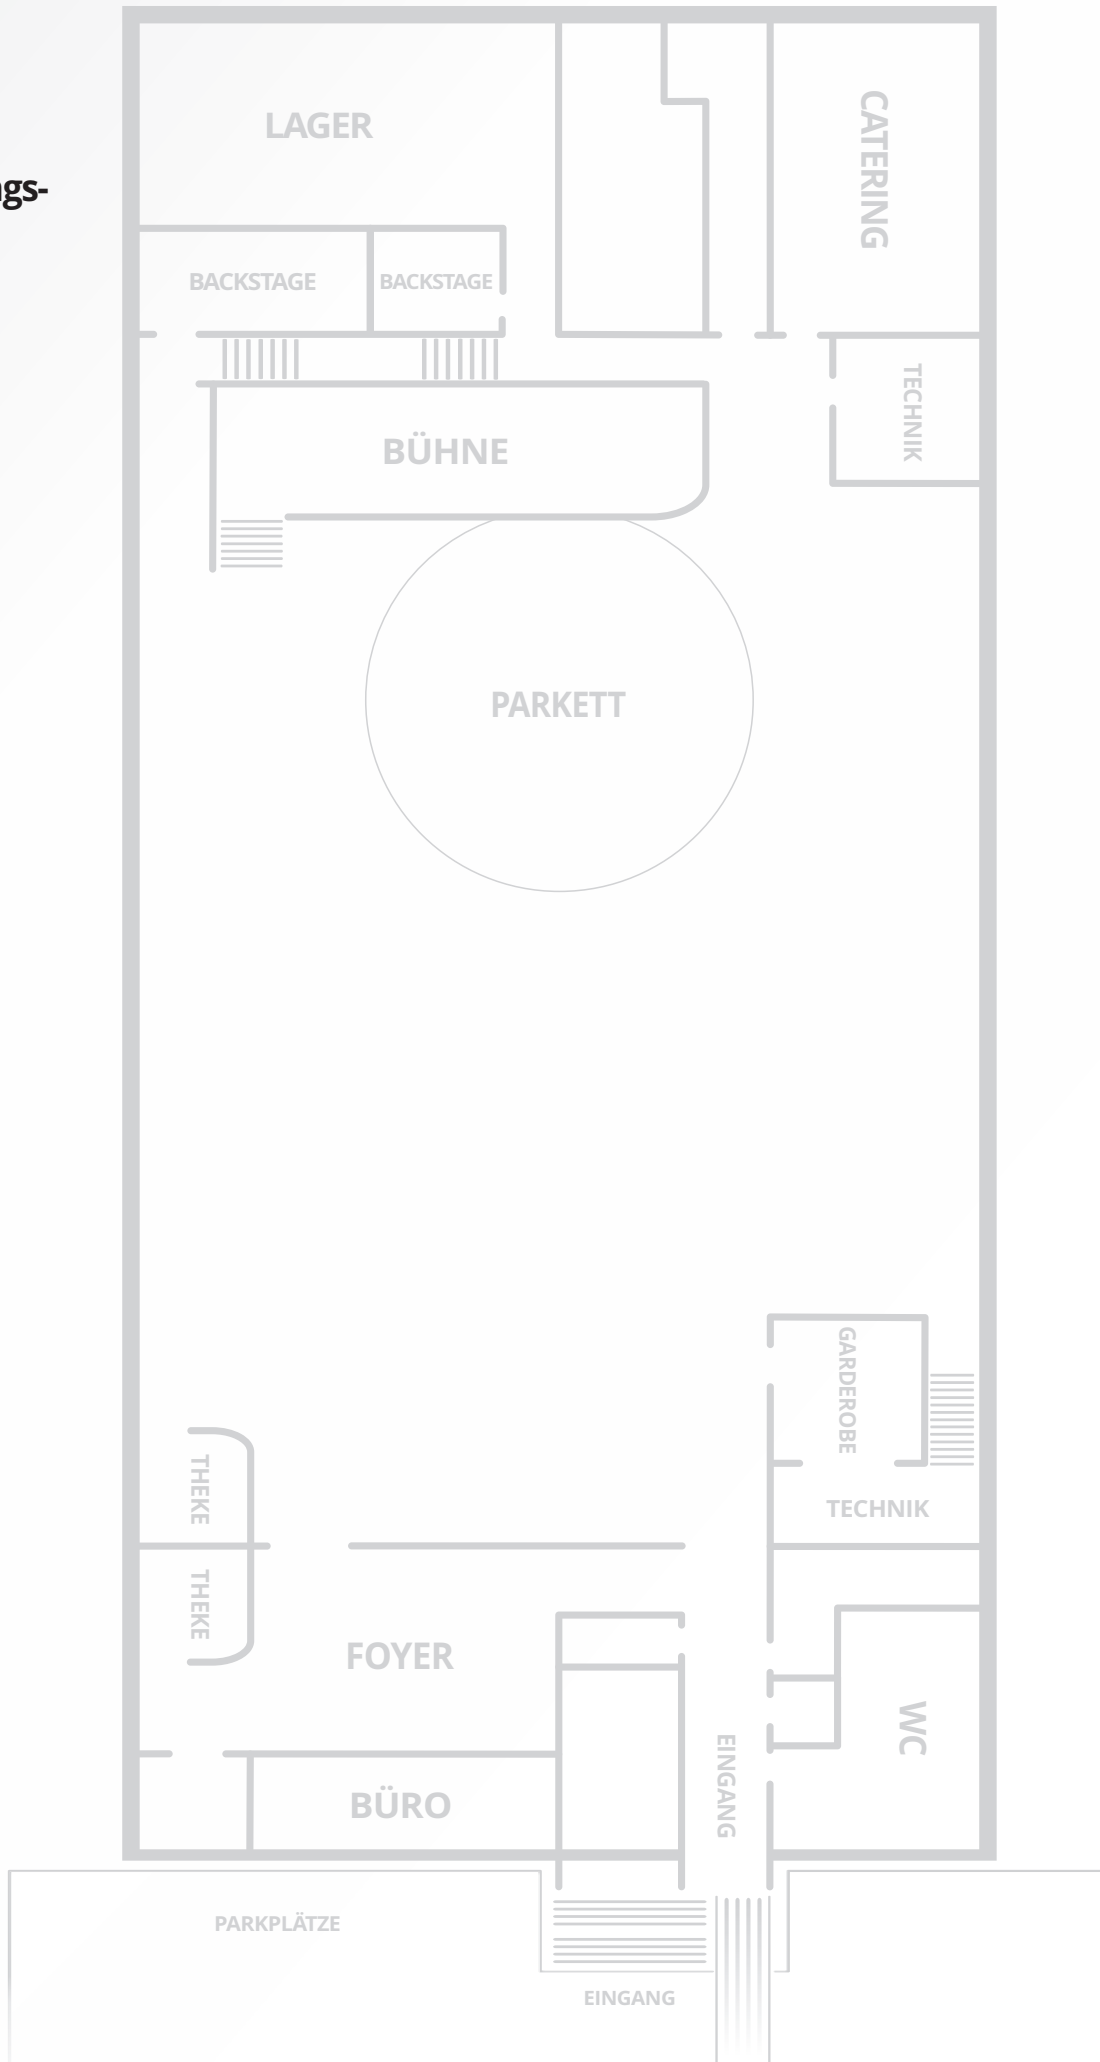 LAGER
CATERING
gs-
BACKSTAGE
BACKSTAGE
TECHNIK
BÜHNE
PARKETT
GARDEROBE
THEKE
TECHNIK
THEKE
FOYER
WC
EINGANG
BÜRO
PARKPLÄTZE
EINGANG